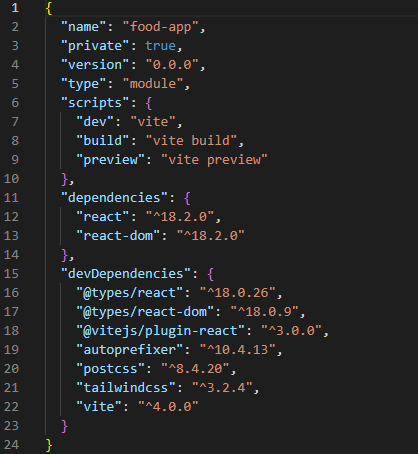 1 {
2   "name": "food-app",
3   "private": true,
4   "version": "0.0.0",
5   "type": "module",
6   "scripts": {
7     "dev": "vite",
8     "build": "vite build",
9     "preview": "vite preview"
10   },
11   "dependencies": {
12     "react": "^18.2.0",
13     "react-dom": "^18.2.0"
14   },
15   "devDependencies": {
16     "@types/react": "^18.0.26",
17     "@types/react-dom": "^18.0.9",
18     "@vitejs/plugin-react": "^3.0.0",
19     "autoprefixer": "^10.4.13",
20     "postcss": "^8.4.20",
21     "tailwindcss": "^3.2.4",
22     "vite": "^4.0.0"
23   }
24 }